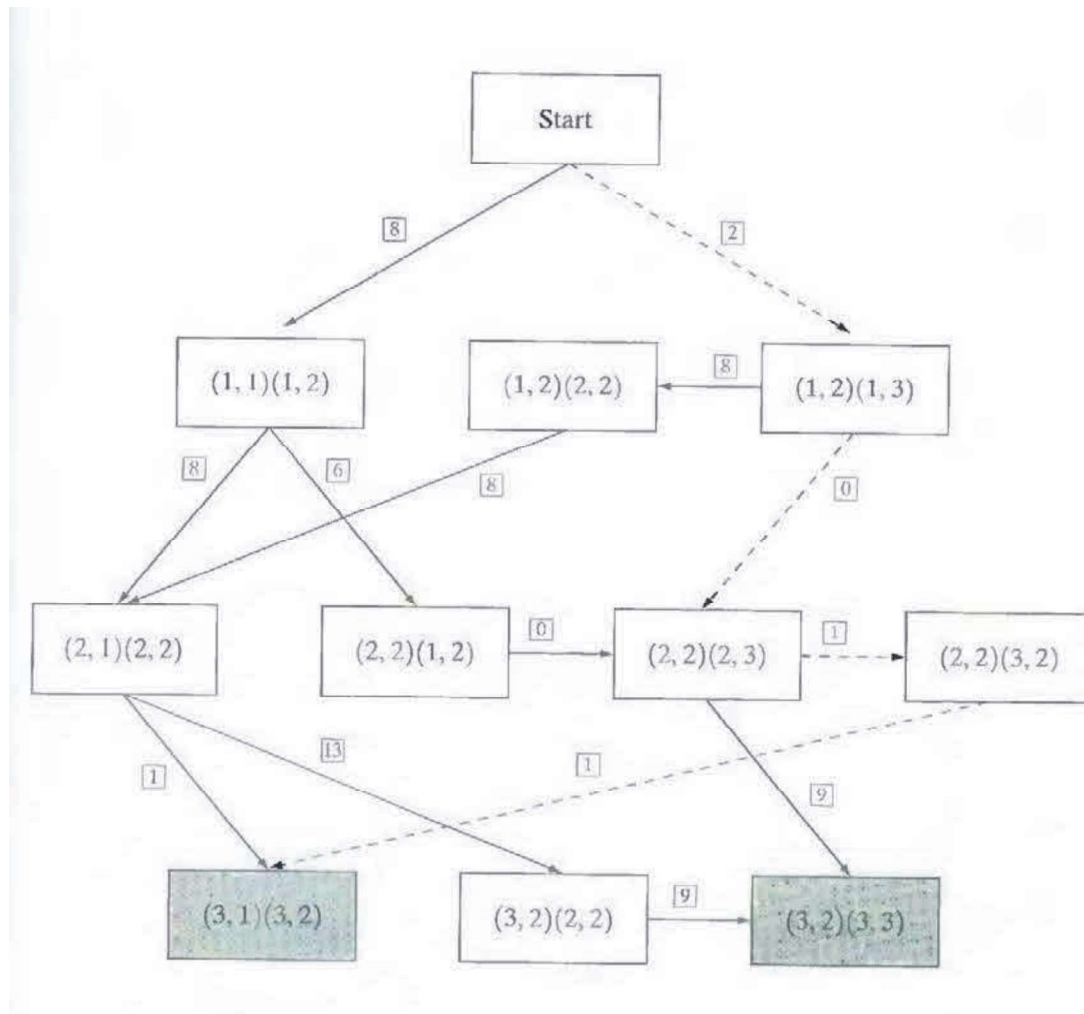 Start
8
2
(1, 1)(1, 2)
(1, 2)(2, 2)
8
(1, 2)(1, 3)
8
6
8
0
(2, 1)(2, 2)
(2, 2)(1, 2)
0
(2, 2)(2, 3)
1
(2, 2)(3, 2)
1
13
1
9
(3, 1)(3, 2)
(3, 2)(2, 2)
9
(3, 2)(3, 3)